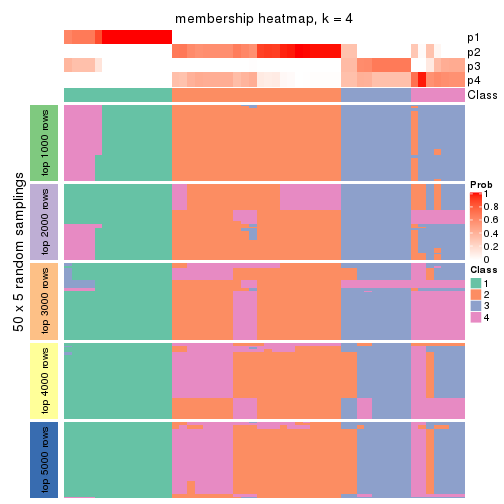 membership heatmap, k = 4
p1
p2
p3
p4
Class
50 x 5 random samplings
top 1000 rows
top 2000 rows
top 3000 rows
top 4000 rows
top 5000 rows
Prob
1
0.8
0.6
0.4
0.2
0
Class
1
2
3
4